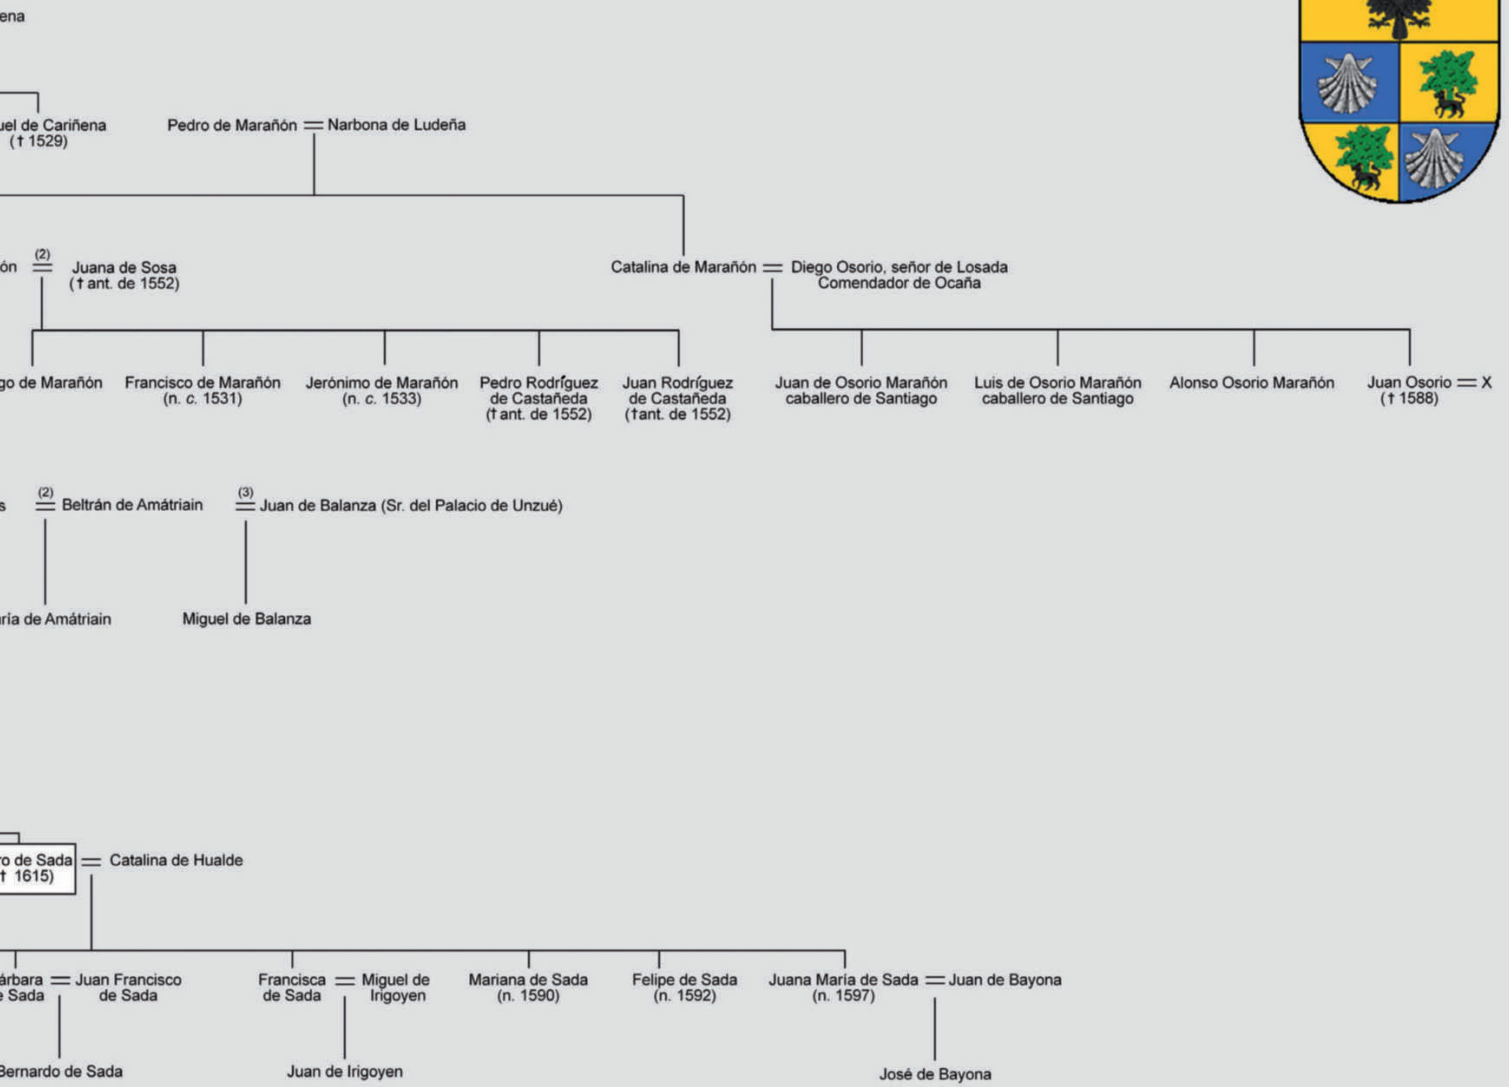 ena
uel de Cariñena
(† 1529)
Pedro de Marañón
Narbona de Ludeña
ón
(2)
Juana de Sosa
(† ant. de 1552)
Catalina de Marañón
Diego Osorio, señor de Losada
Comendador de Ocaña
go de Marañón
Francisco de Marañón
(n. c. 1531)
Jerónimo de Marañón
(n. c. 1533)
Pedro Rodríguez
de Castañeda
(† ant. de 1552)
Juan Rodríguez
de Castañeda
(†ant. de 1552)
Juan de Osorio Marañón
caballero de Santiago
Luis de Osorio Marañón
caballero de Santiago
Alonso Osorio Marañón
Juan Osorio = X
(† 1588)
s
(2)
Beltrán de Amátriain
(3)
Juan de Balanza (Sr. del Palacio de Unzué)
ría de Amátriain
Miguel de Balanza
ro de Sada
† 1615)
Catalina de Hualde
árbara
e Sada
Juan Francisco
de Sada
Francisca
de Sada
Miguel de
Irigoyen
Mariana de Sada
(n. 1590)
Felipe de Sada
(n. 1592)
Juana María de Sada
(n. 1597)
Juan de Bayona
Bernardo de Sada
Juan de Irigoyen
José de Bayona